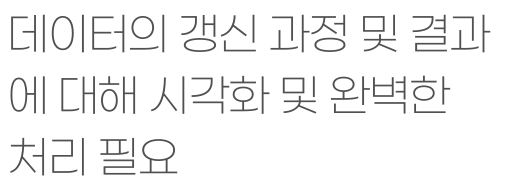 데이터의 갱신 과정 및 결과
에 대해 시각화 및 완벽한
처리 필요